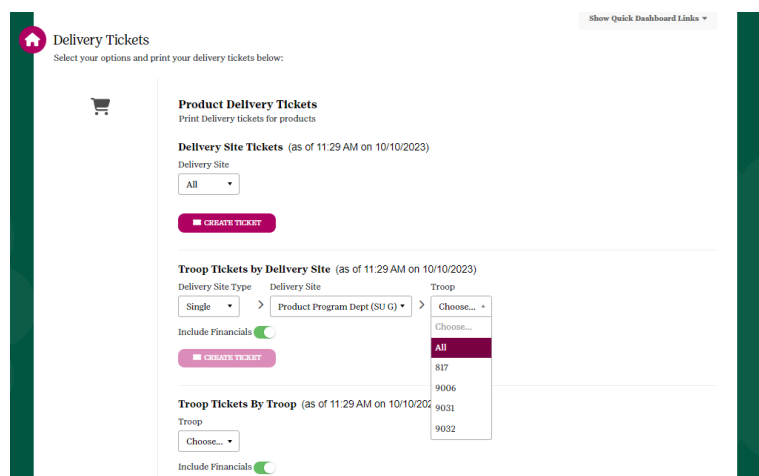 Show Quick Dashboard Links ▾
Delivery Tickets
Select your options and print your delivery tickets below:
Product Delivery Tickets
Print Delivery tickets for products
Delivery Site Tickets (as of 11:29 AM on 10/10/2023)
Delivery Site
All
CREATE TICKET
Troop Tickets by Delivery Site (as of 11:29 AM on 10/10/2023)
Delivery Site Type Delivery Site Troop
Single > Product Program Dept (SU G) > Choose...
Include Financials
Choose...
All
CREATE TICKET
817
9006
Troop Tickets By Troop (as of 11:29 AM on 10/10/202
9031
Troop
9032
Choose...
Include Financials